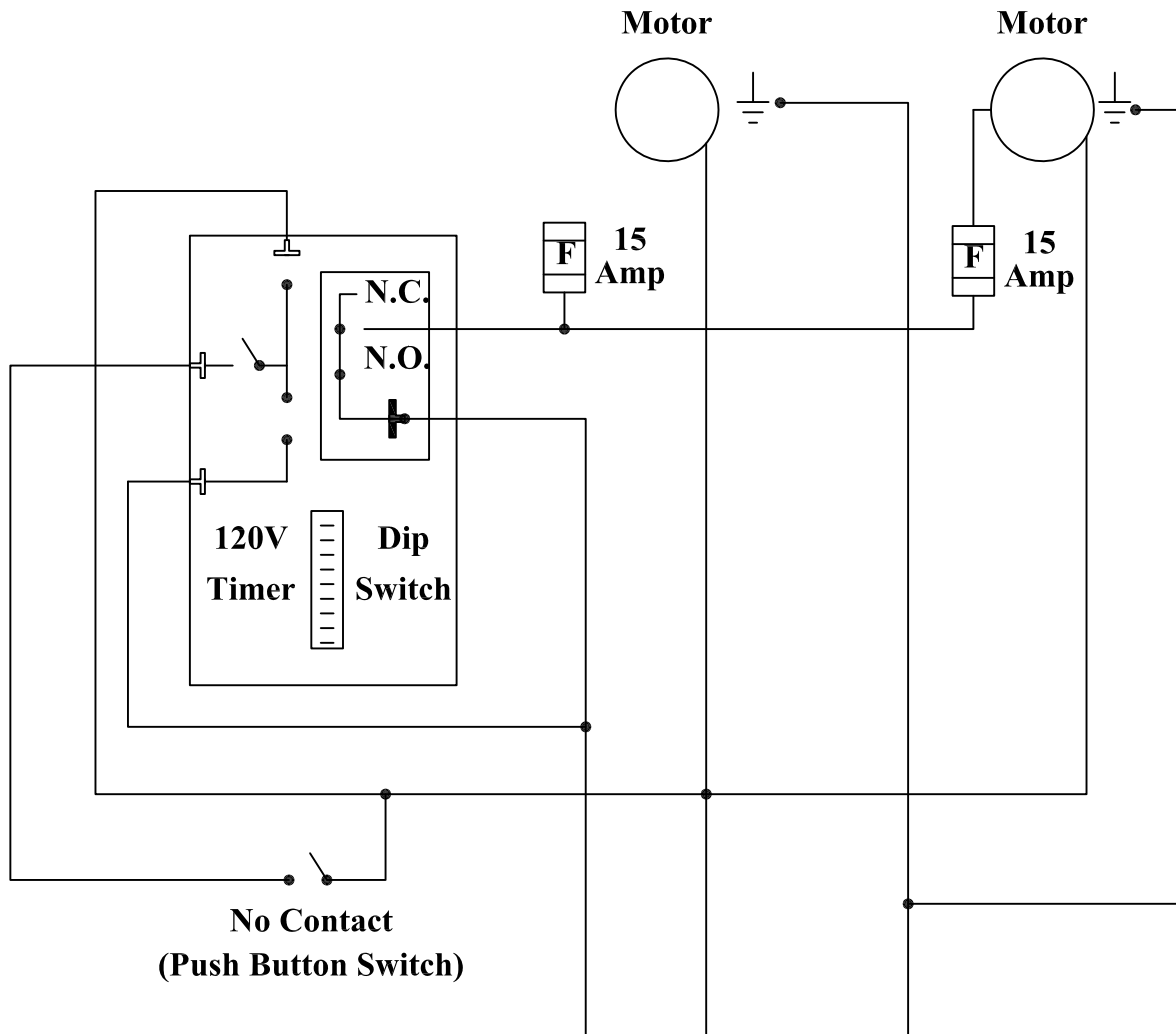 Motor
Motor
F
15
Amp
F
15
Amp
N.C.
N.O.
120V
Timer
Dip
Switch
No Contact
(Push Button Switch)